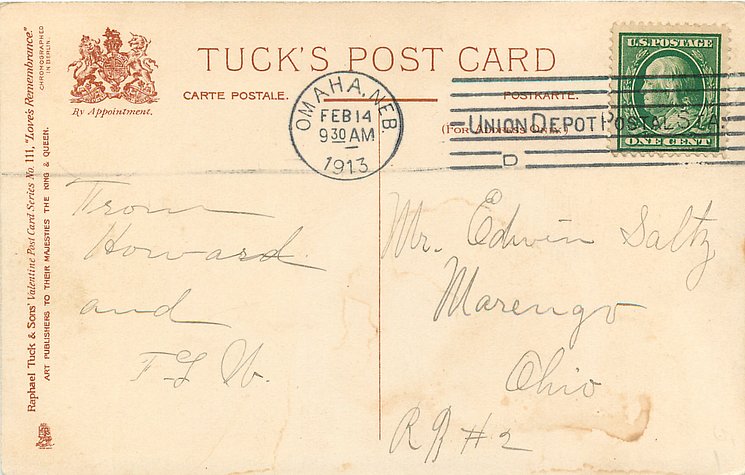 Raphael Tuck & Sons' Valentine Post Card Series No. 111, "Love's Remembrance."
ART PUBLISHERS TO THEIR MAJESTIES THE KING & QUEEN.
CHROMOGRAPHED
IN BERLIN.
By Appointment.
TUCK'S POST CARD
CARTE POSTALE.
POSTKARTE.
(FOR ADDRESS ONLY.)
OMAHA, NEB
FEB 14
9 30 AM
1913
UNION DEPOT POSTAL STA.
D
U.S. POSTAGE
ONE CENT
From
Howard
and
Mr. Edwin Saltz
Marengo
Ohio
RR #2